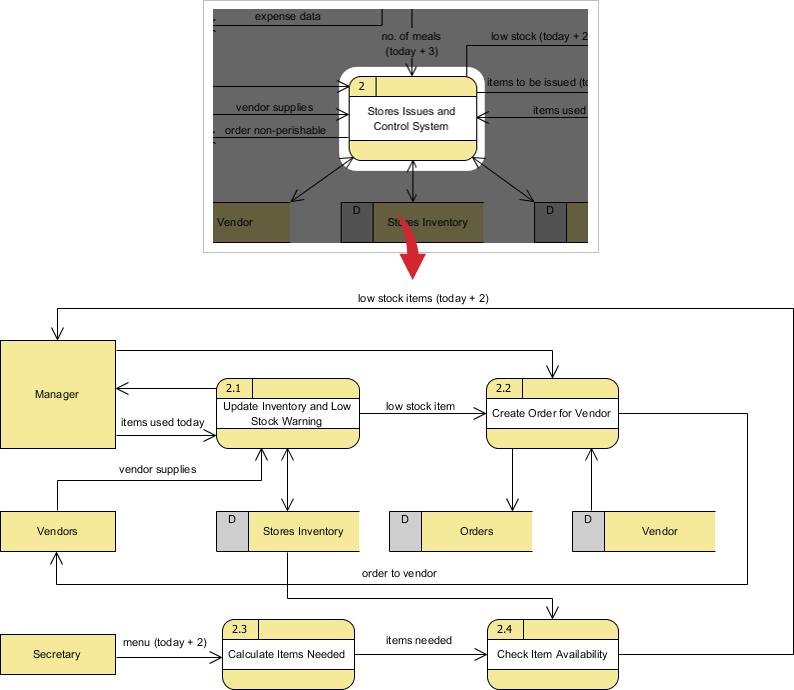 expense data
no. of meals
(today + 3)
low stock (today + 2
2
items to be issued (to
Stores Issues and
Control System
vendor supplies
items used
order non-perishable
Vendor
D
Stores Inventory
D
low stock items (today + 2)
Manager
2.1
Update Inventory and Low
Stock Warning
low stock item
2.2
Create Order for Vendor
items used today
vendor supplies
Vendors
D
Stores Inventory
D
Orders
D
Vendor
order to vendor
Secretary
menu (today + 2)
2.3
Calculate Items Needed
items needed
2.4
Check Item Availability